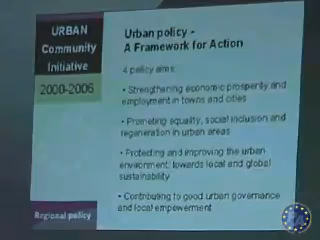 URBAN
Community
Initiative
2000-2006
Regional policy
Urban policy -
A Framework for Action
4 policy aims:
• Strengthening economic prosperity and
employment in towns and cities
• Promoting equality, social inclusion and
regeneration in urban areas
• Protecting and improving the urban
environment: towards local and global
sustainability
• Contributing to good urban governance
and local empowerment